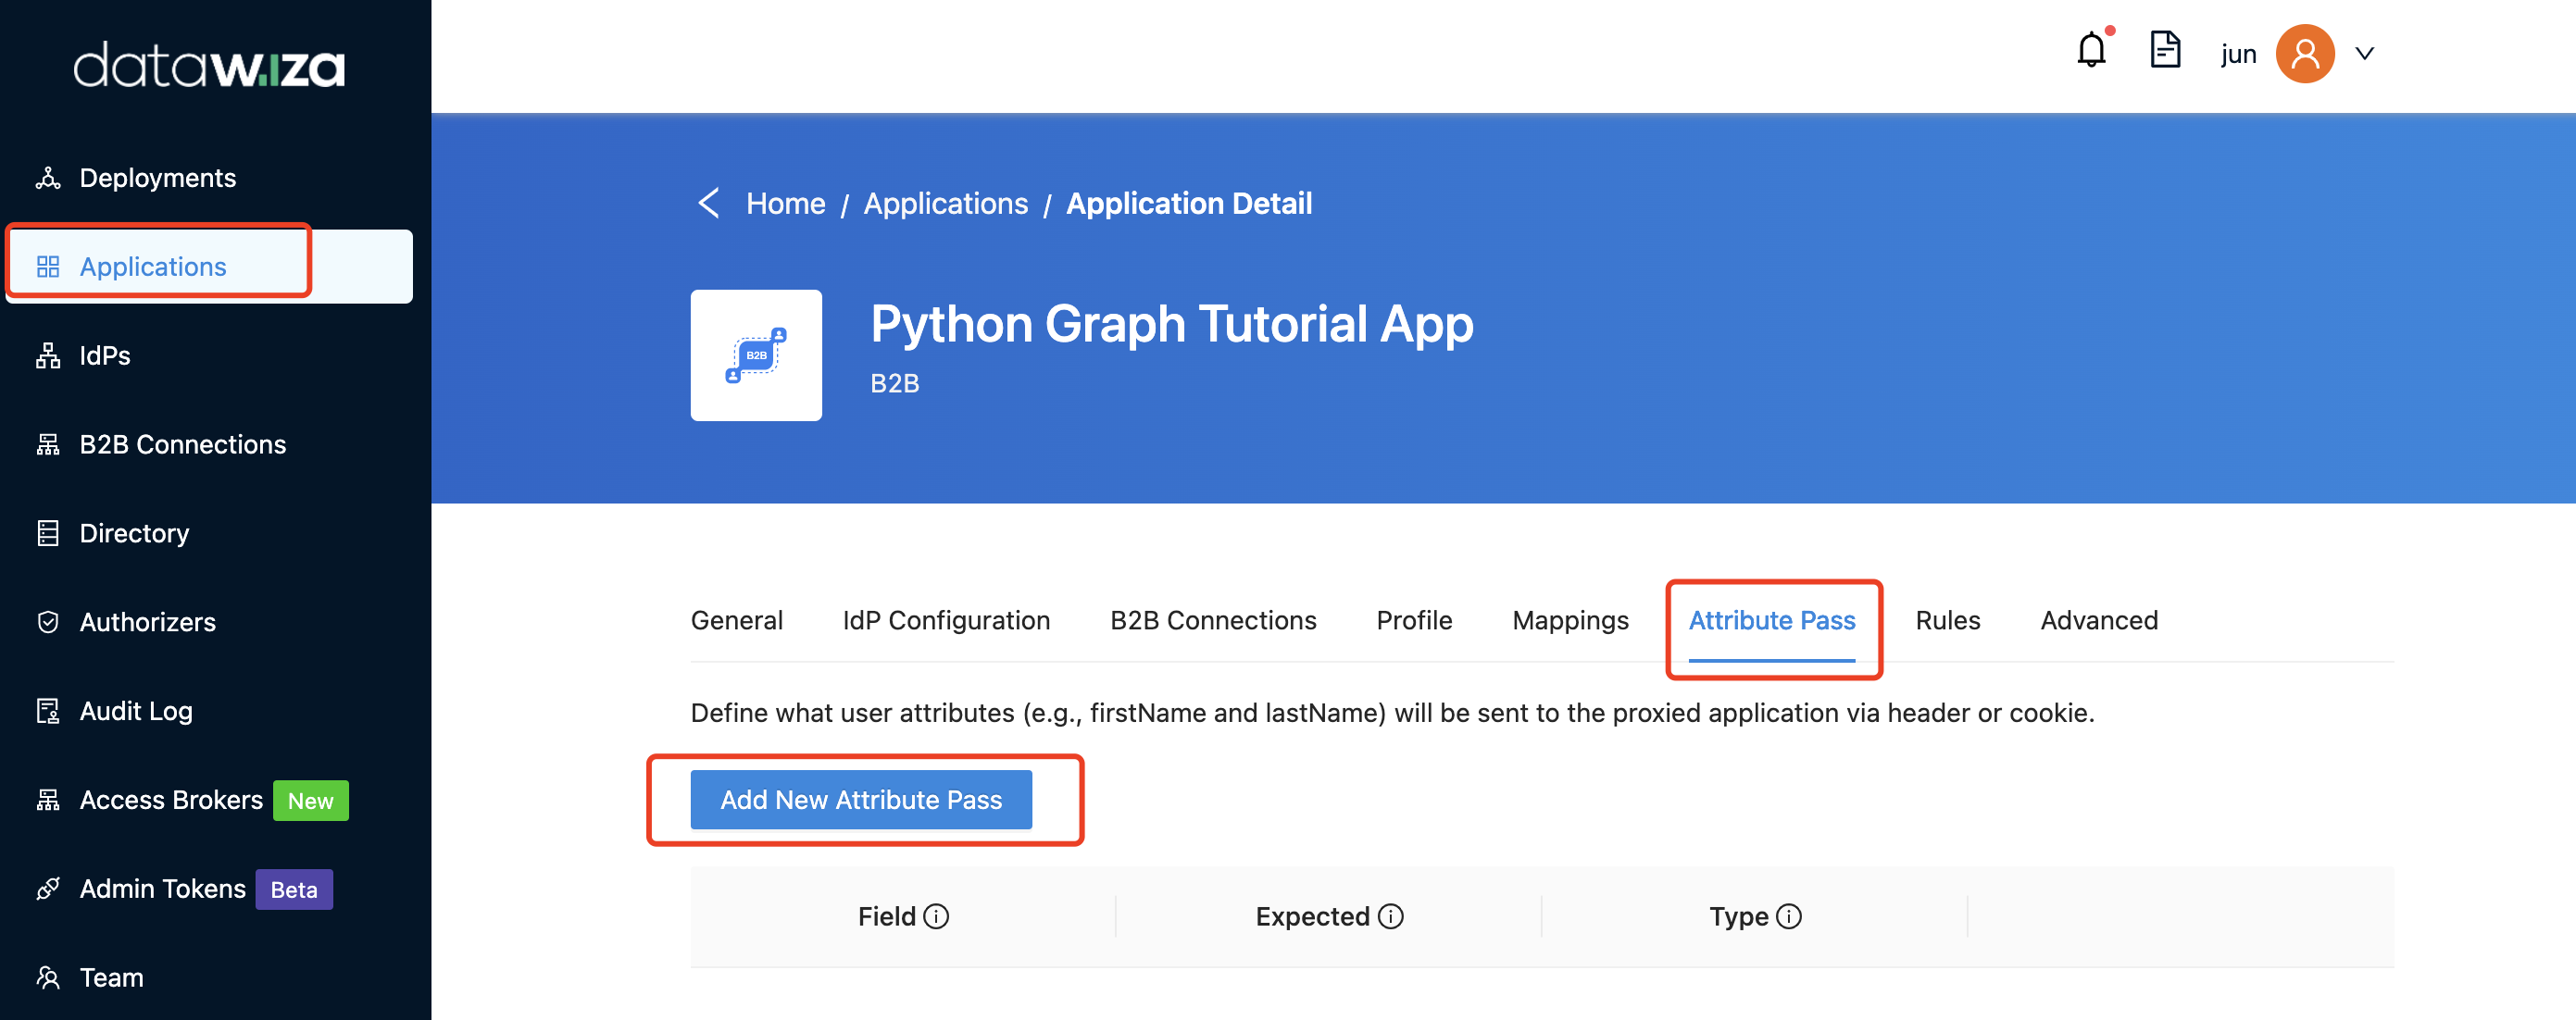 datawiza
jun
Deployments
Applications
IdPs
B2B Connections
Directory
Authorizers
Audit Log
Access Brokers New
Admin Tokens Beta
Team
Home / Applications / Application Detail
B2B
Python Graph Tutorial App
B2B
General IdP Configuration B2B Connections Profile Mappings Attribute Pass Rules Advanced
Define what user attributes (e.g., firstName and lastName) will be sent to the proxied application via header or cookie.
Add New Attribute Pass
Field Expected Type